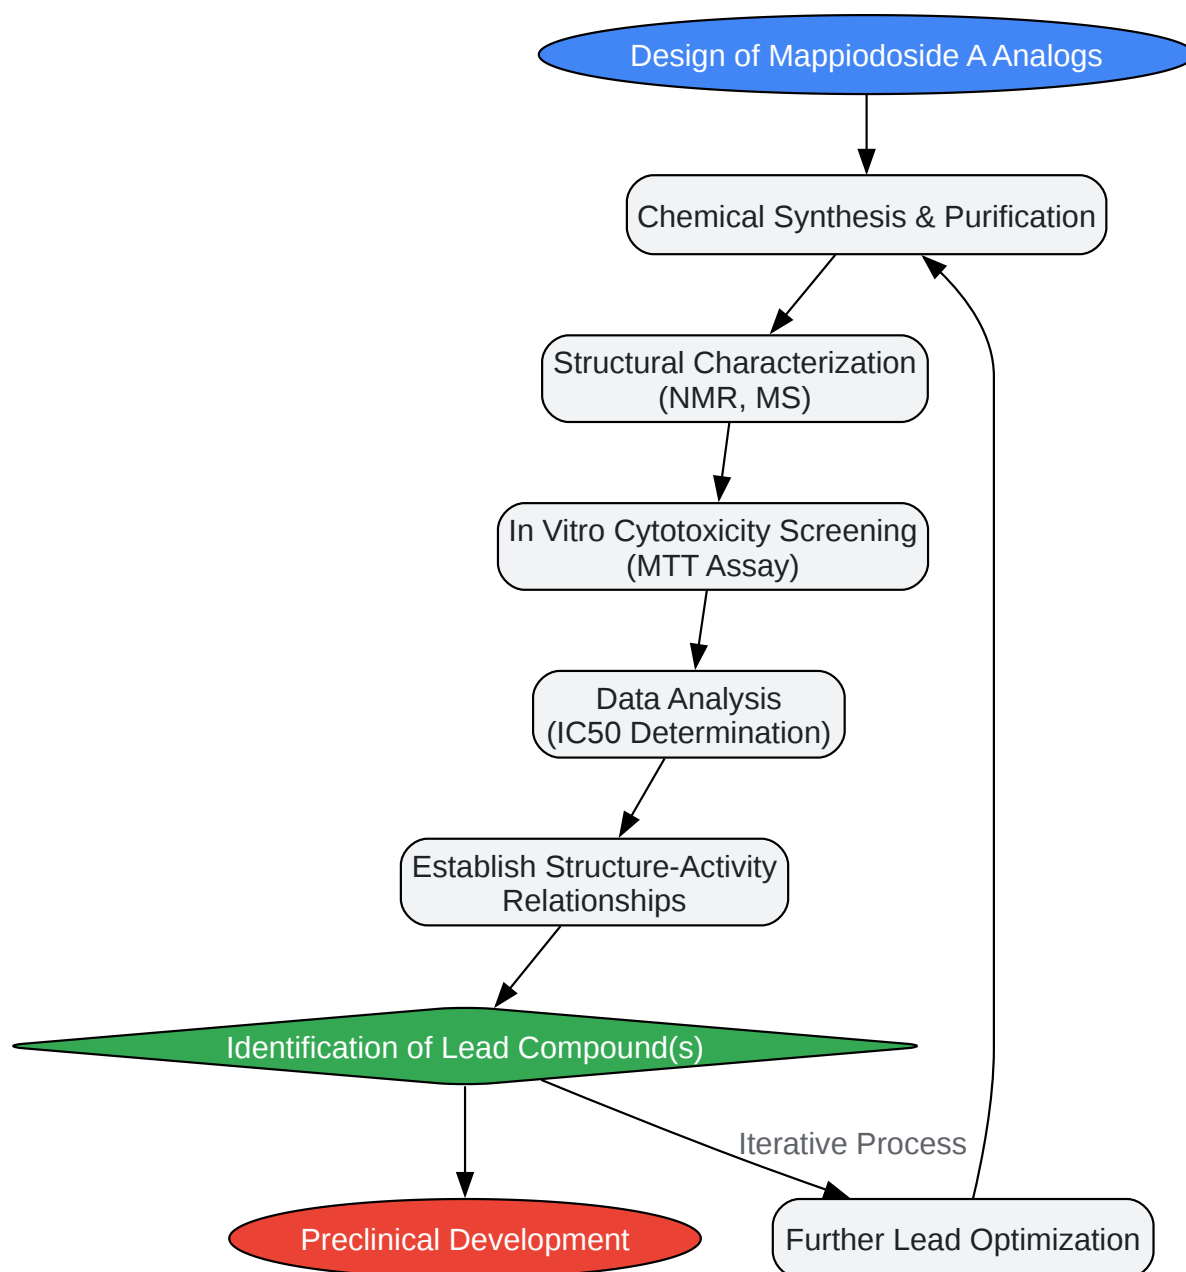 Design of Mappiodoside A Analogs
Chemical Synthesis & Purification
Structural Characterization
(NMR, MS)
In Vitro Cytotoxicity Screening
(MTT Assay)
Data Analysis
(IC50 Determination)
Establish Structure-Activity
Relationships
Identification of Lead Compound(s)
Iterative Process
Preclinical Development
Further Lead Optimization